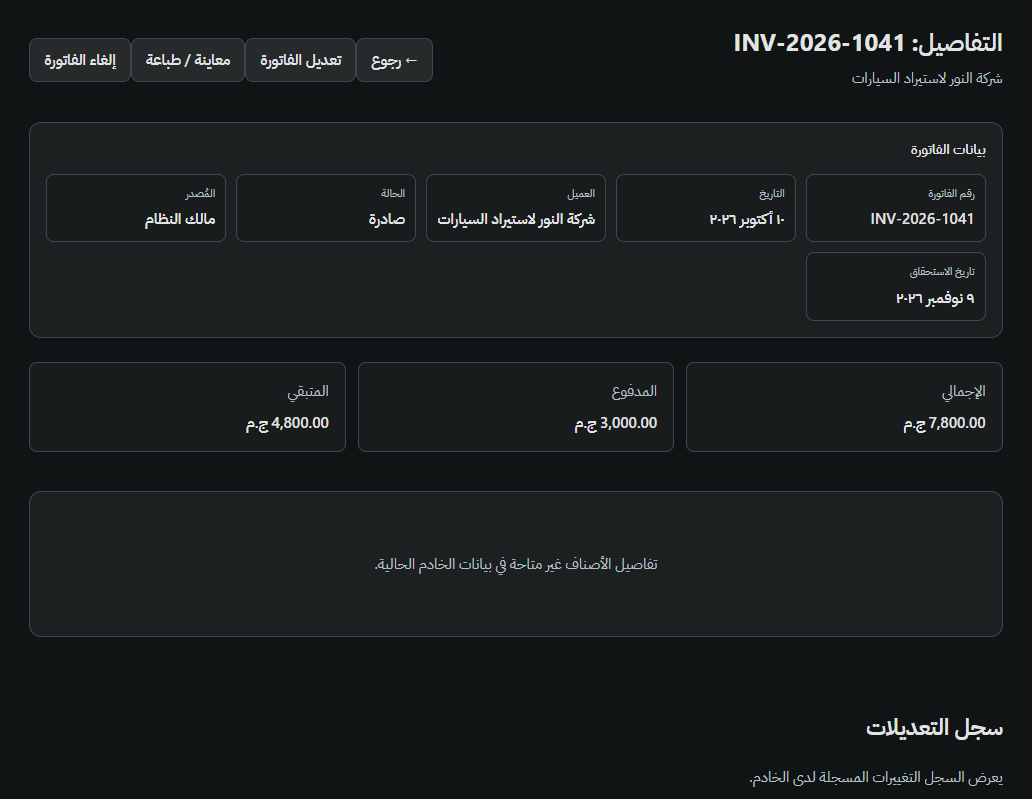 التفاصيل: INV-2026-1041
شركة النور لاستيراد السيارات
← رجوع
تعديل الفاتورة
معاينة / طباعة
إلغاء الفاتورة
بيانات الفاتورة
رقم الفاتورة
INV-2026-1041
التاريخ
١٠ أكتوبر ٢٠٢٦
العميل
شركة النور لاستيراد السيارات
الحالة
صادرة
المُصدر
مالك النظام
تاريخ الاستحقاق
٩ نوفمبر ٢٠٢٦
الإجمالي
7,800.00 ج.م
المدفوع
3,000.00 ج.م
المتبقي
4,800.00 ج.م
تفاصيل الأصناف غير متاحة في بيانات الخادم الحالية.
سجل التعديلات
يعرض السجل التغييرات المسجلة لدى الخادم.